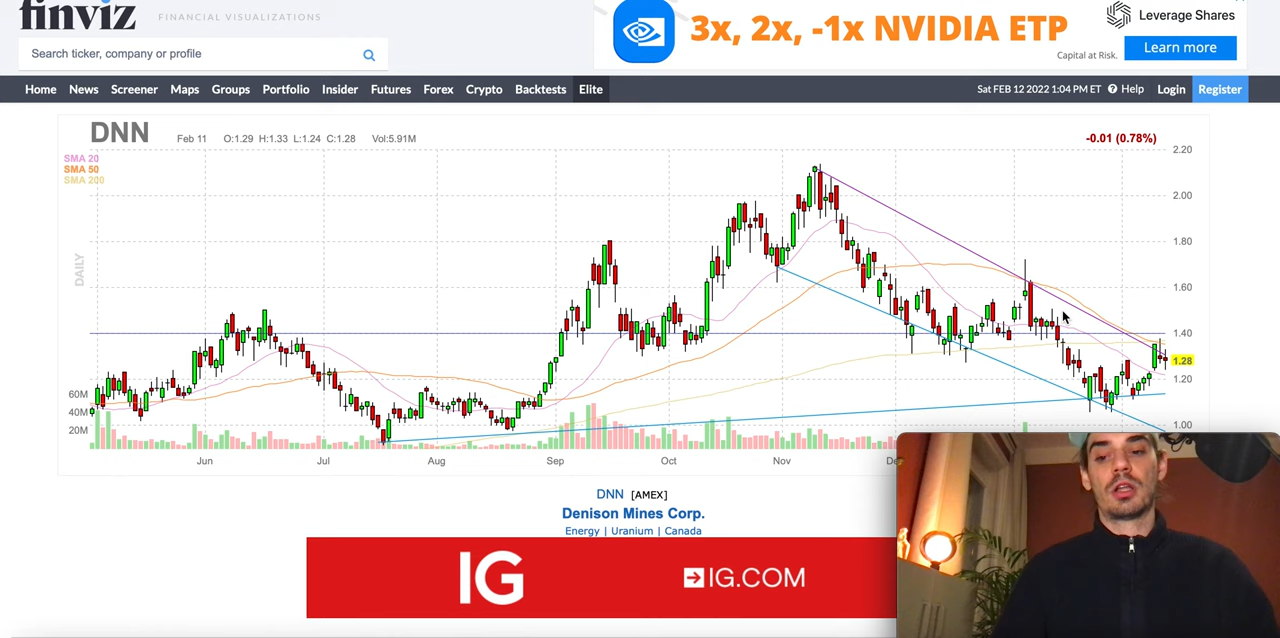 finviz FINANCIAL VISUALIZATIONS
Search ticker, company or profile
3x, 2x, -1x NVIDIA ETP
Leverage Shares
Capital at Risk.
Learn more
Home News Screener Maps Groups Portfolio Insider Futures Forex Crypto Backtests Elite
Sat FEB 12 2022 1:04 PM ET Help Login Register
DNN Feb 11 O:1.29 H:1.33 L:1.24 C:1.28 Vol:5.91M -0.01 (0.78%)
SMA 20
SMA 50
SMA 200
DAILY
2.20
2.00
1.80
1.60
1.40
1.28
1.20
1.00
60M
40M
20M
Jun Jul Aug Sep Oct Nov
DNN [AMEX]
Denison Mines Corp.
Energy | Uranium | Canada
IG IG.COM